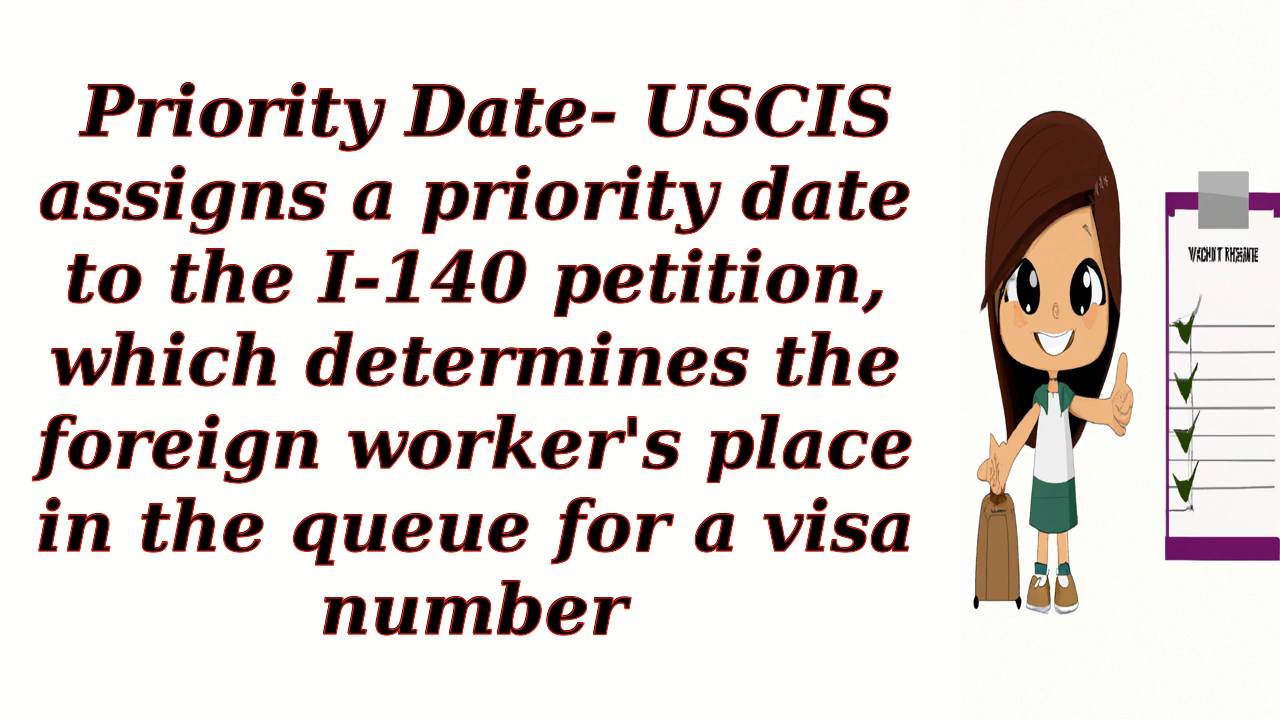 Priority Date- USCIS
assigns a priority date
to the I-140 petition,
which determines the
foreign worker's place
in the queue for a visa
number